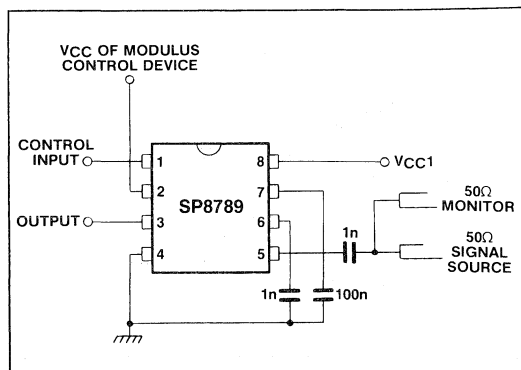 VCC OF MODULUS
CONTROL DEVICE
CONTROL
INPUT
1
8
VCC1
2
7
SP8789
50Ω
MONITOR
OUTPUT
3
6
1n
50Ω
SIGNAL
SOURCE
4
5
1n
100n